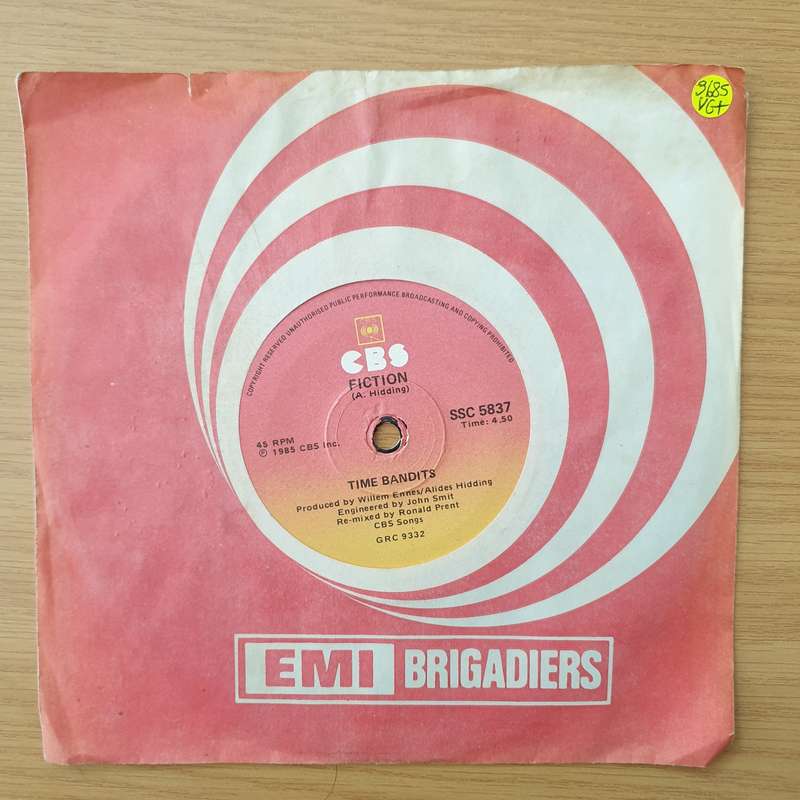 9685
VG+
COPYRIGHT RESERVED UNAUTHORISED PUBLIC PERFORMANCE BROADCASTING AND COPYING PROHIBITED
CBS
FICTION
(A. Hidding)
SSC 5837
Time: 4.50
45 RPM
℗ 1985 CBS Inc.
TIME BANDITS
Produced by Willem Ennes/Alides Hidding
Engineered by John Smit
Re-mixed by Ronald Prent
CBS Songs
GRC 9332
EMI BRIGADIERS